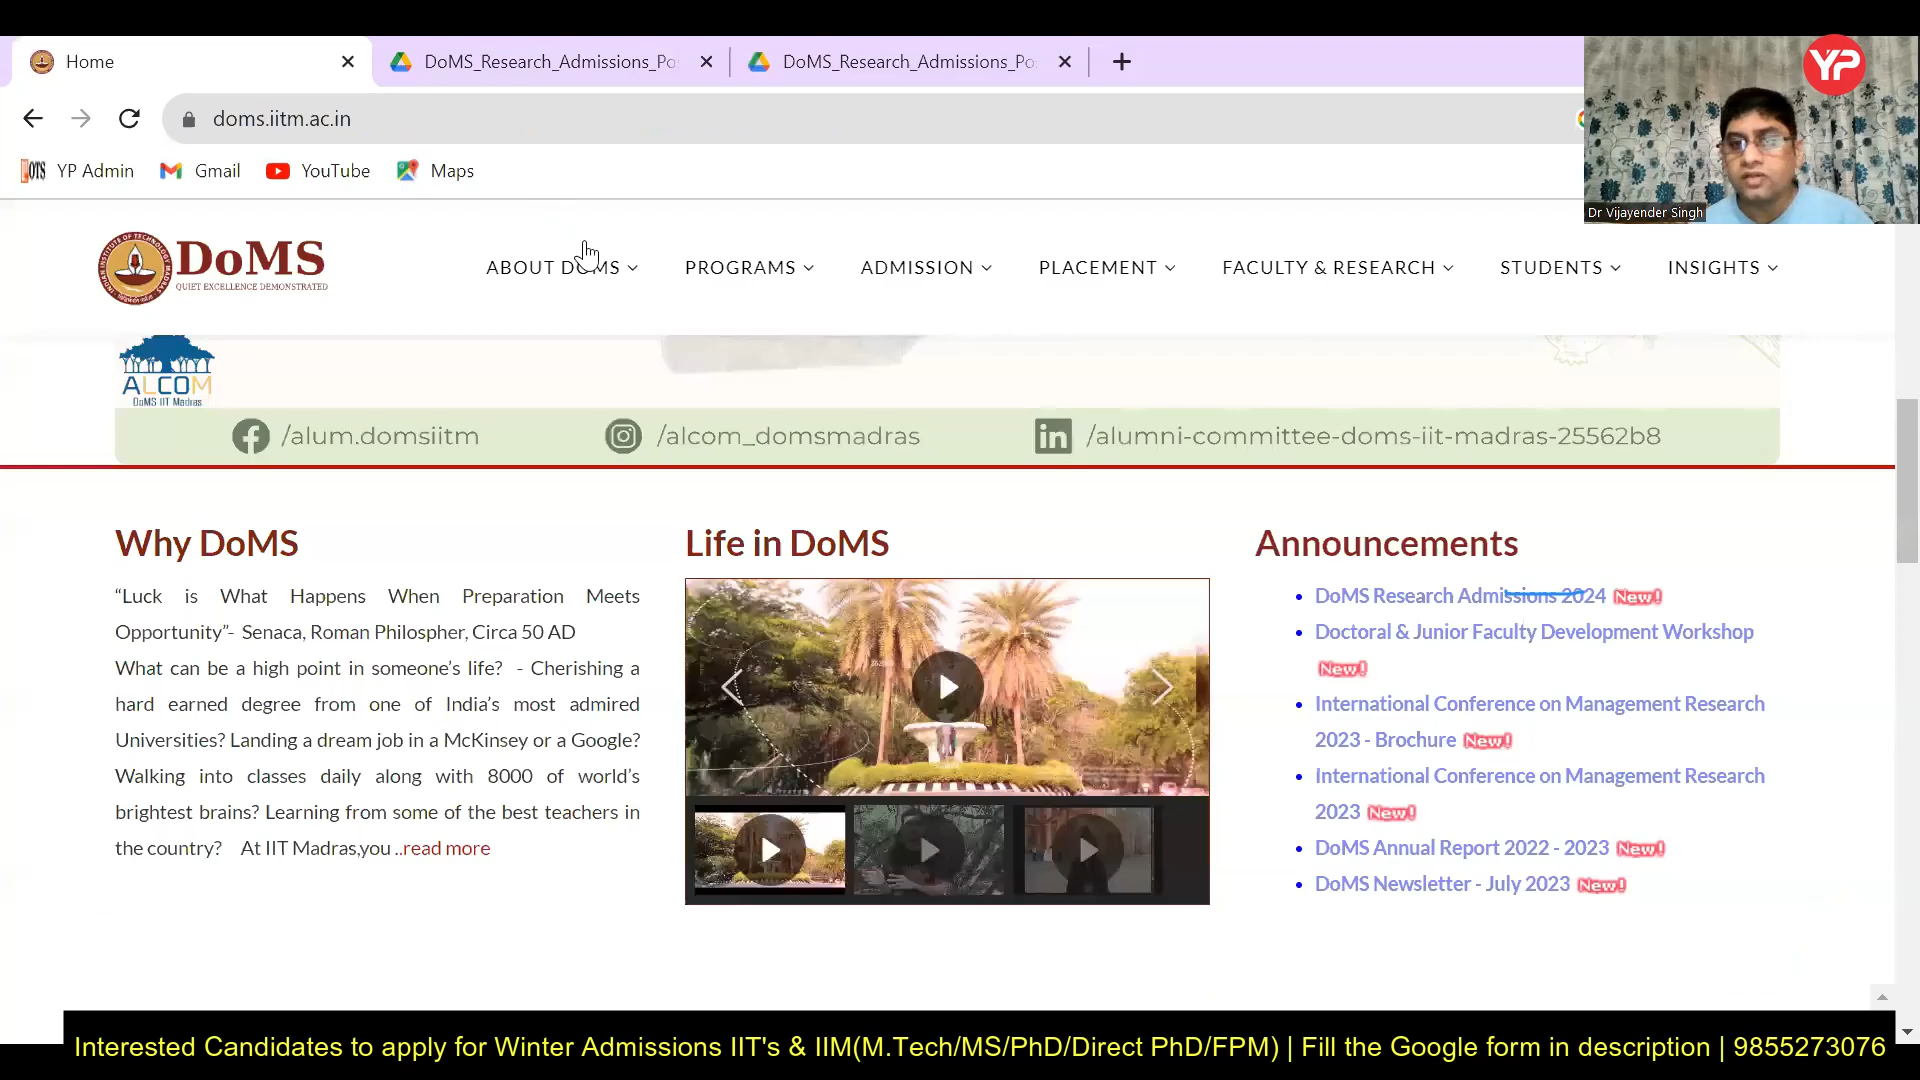 Home
DoMS_Research_Admissions_Po
DoMS_Research_Admissions_Po
YP
doms.iitm.ac.in
YP Admin
Gmail
YouTube
Maps
Dr Vijayender Singh
DoMS
QUIET EXCELLENCE DEMONSTRATED
ABOUT DOMS
PROGRAMS
ADMISSION
PLACEMENT
FACULTY & RESEARCH
STUDENTS
INSIGHTS
ALCOM
DoMS IIT Madras
/alum.domsiitm
/alcom_domsmadras
/alumni-committee-doms-iit-madras-25562b8
Why DoMS
“Luck is What Happens When Preparation Meets
Opportunity”- Senaca, Roman Philospher, Circa 50 AD
What can be a high point in someone’s life? - Cherishing a
hard earned degree from one of India’s most admired
Universities? Landing a dream job in a McKinsey or a Google?
Walking into classes daily along with 8000 of world’s
brightest brains? Learning from some of the best teachers in
the country? At IIT Madras,you ..read more
Life in DoMS
Announcements
DoMS Research Admissions 2024 New!
Doctoral & Junior Faculty Development Workshop
New!
International Conference on Management Research
2023 - Brochure New!
International Conference on Management Research
2023 New!
DoMS Annual Report 2022 - 2023 New!
DoMS Newsletter - July 2023 New!
Interested Candidates to apply for Winter Admissions IIT's & IIM(M.Tech/MS/PhD/Direct PhD/FPM) | Fill the Google form in description | 9855273076